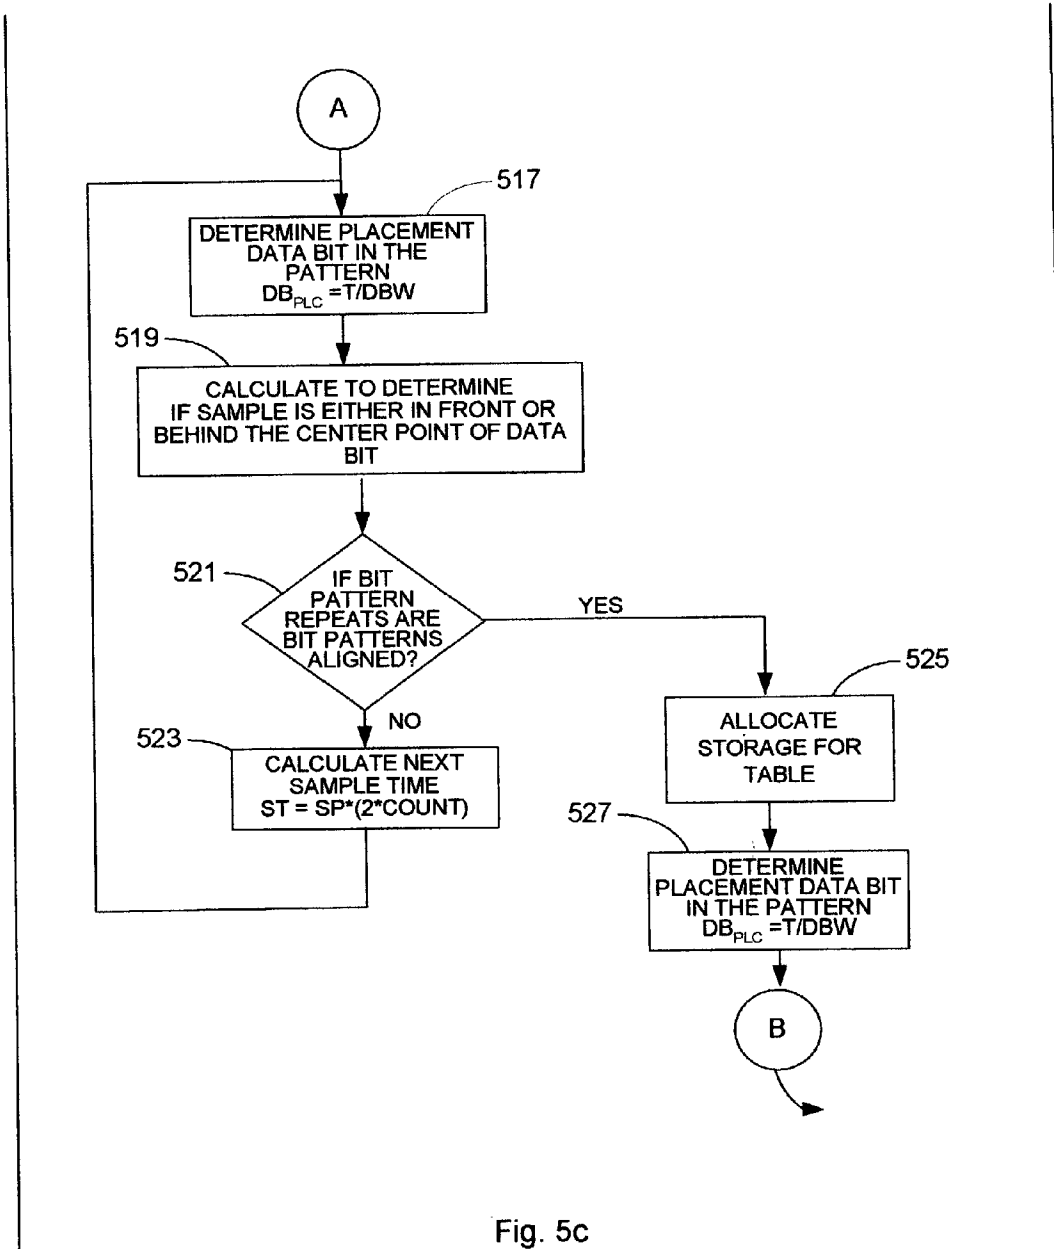 A
517
DETERMINE PLACEMENT
DATA BIT IN THE
PATTERN
DB_PLC =T/DBW
519
CALCULATE TO DETERMINE
IF SAMPLE IS EITHER IN FRONT OR
BEHIND THE CENTER POINT OF DATA
BIT
521
IF BIT
PATTERN
REPEATS ARE
BIT PATTERNS
ALIGNED?
YES
NO
523
CALCULATE NEXT
SAMPLE TIME
ST = SP*(2*COUNT)
525
ALLOCATE
STORAGE FOR
TABLE
527
DETERMINE
PLACEMENT DATA BIT
IN THE PATTERN
DB_PLC =T/DBW
B
Fig. 5c